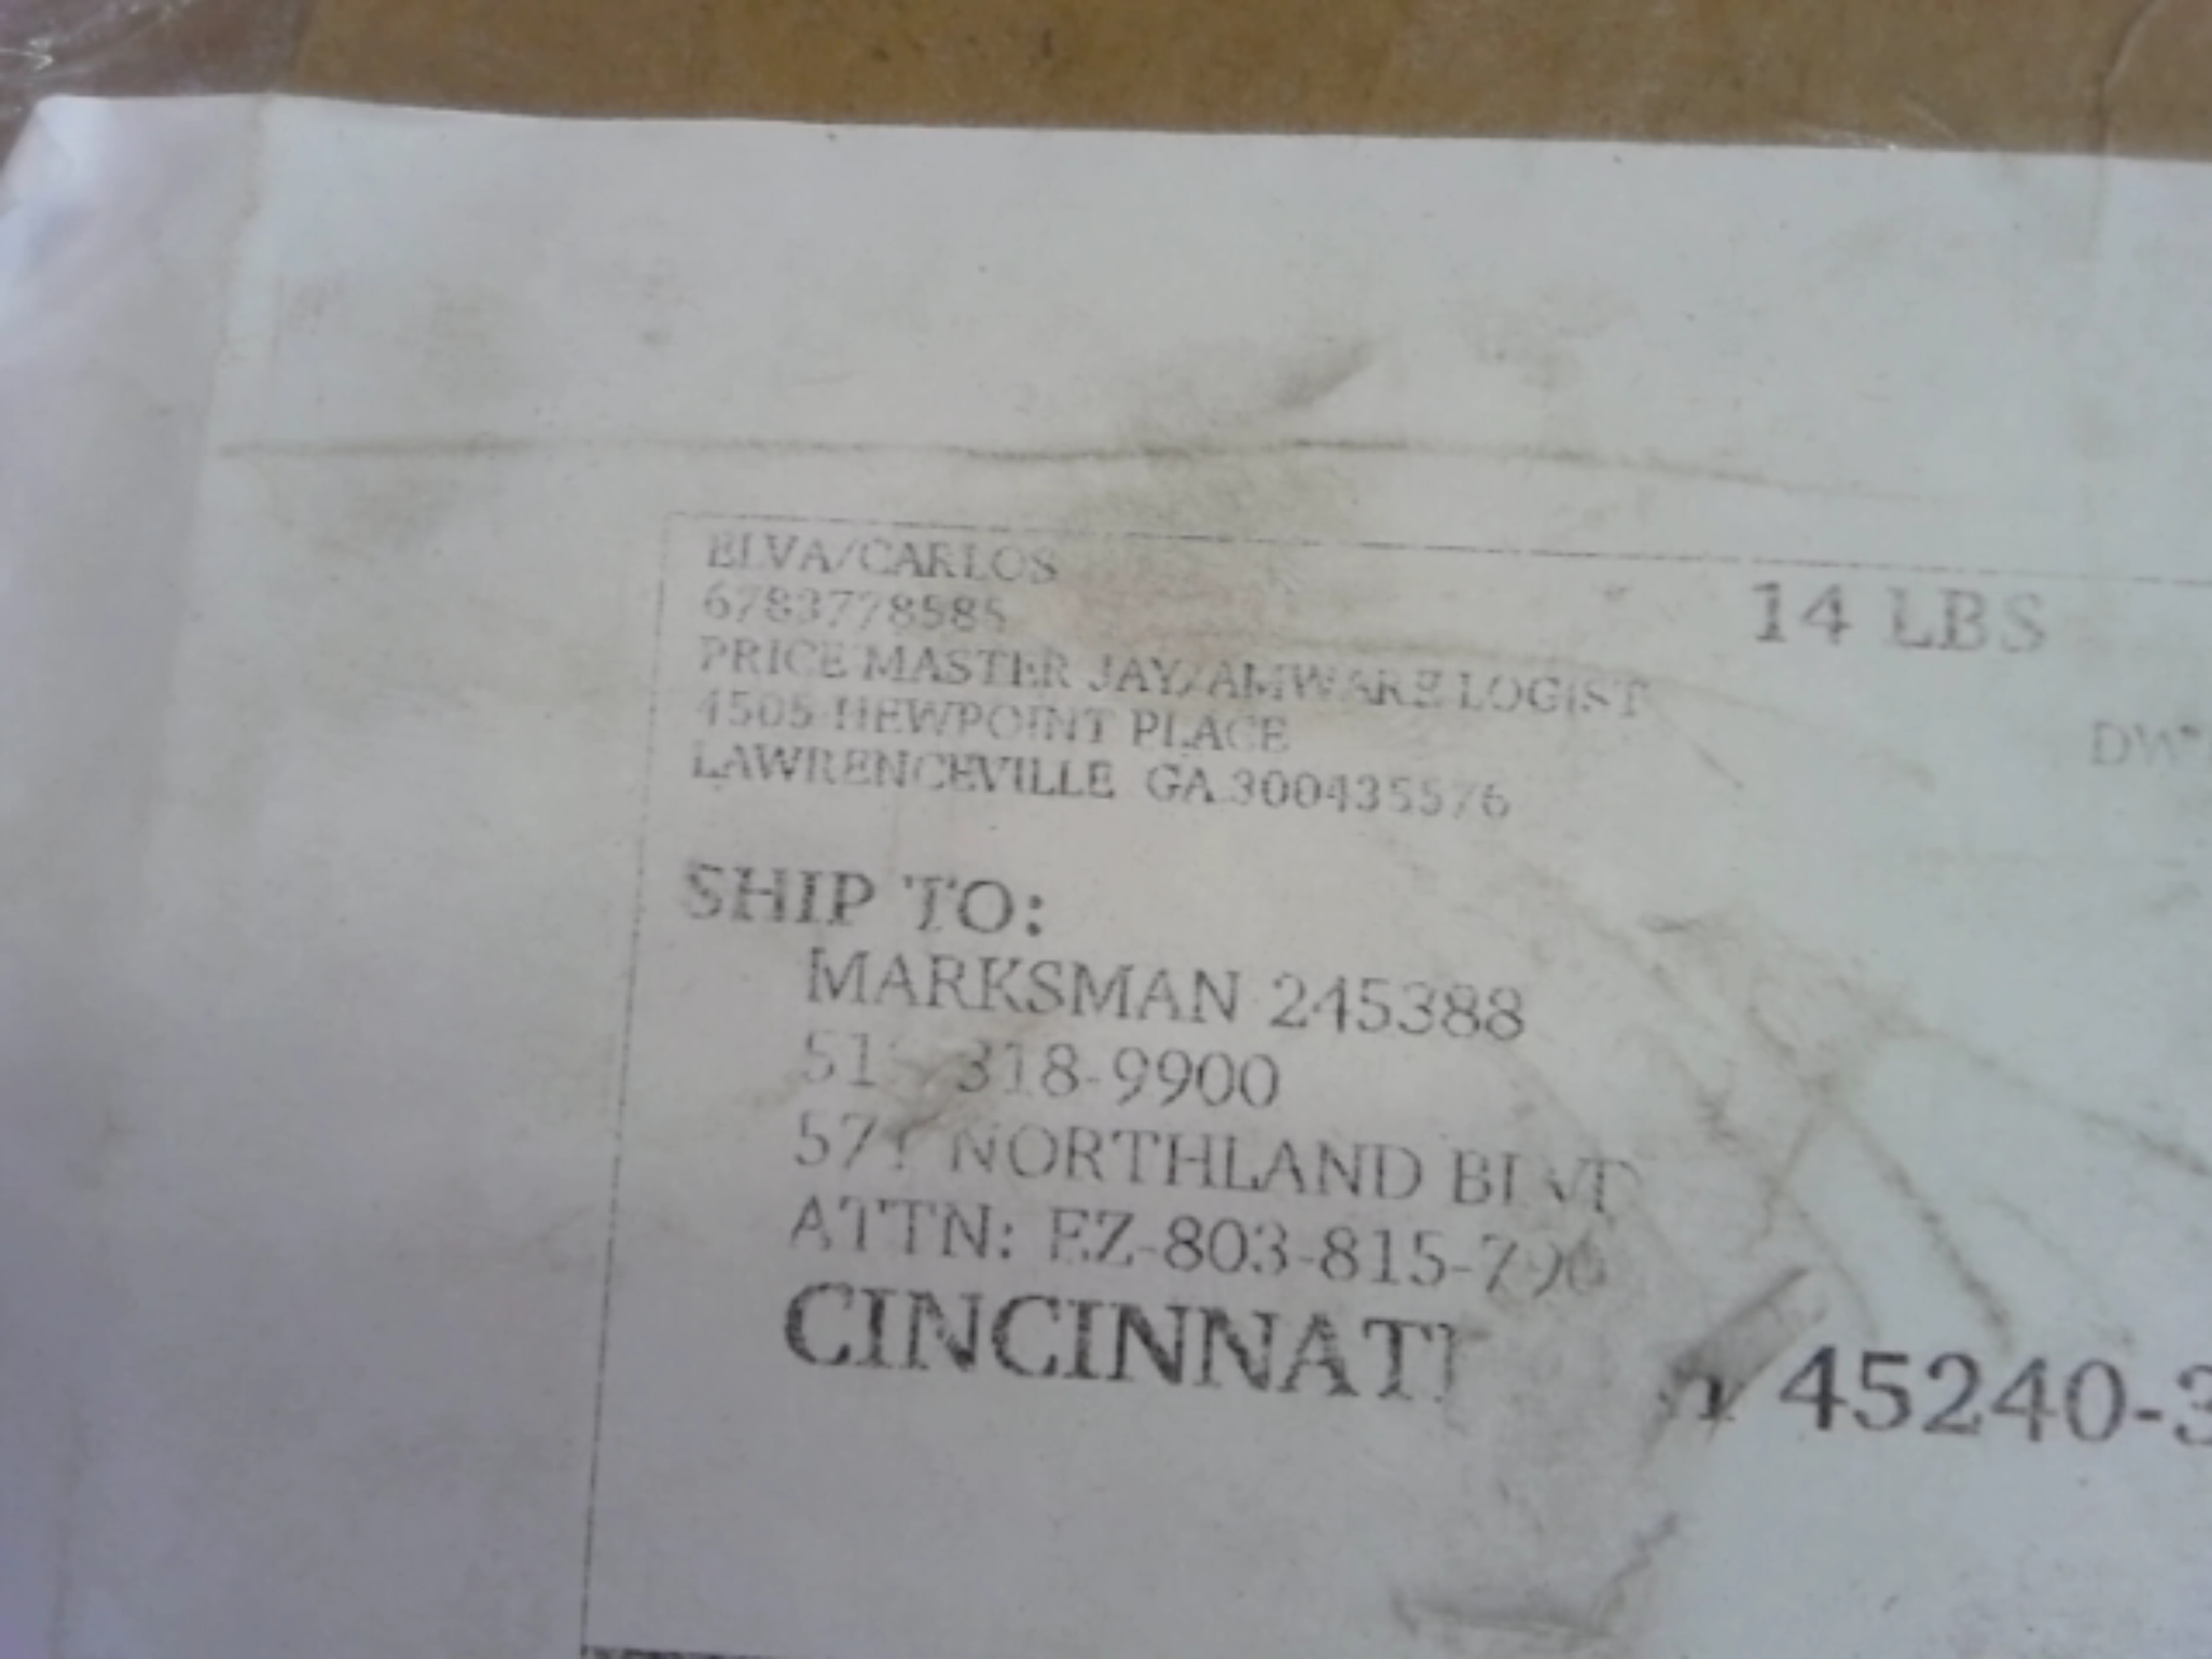 ELVA/CARLOS
6783778585
PRICE MASTER JAY/AMWARE LOGIST
4505 NEWPOINT PLACE
LAWRENCEVILLE GA 300435576
14 LBS
SHIP TO:
MARKSMAN 245388
318-9900
NORTHLAND
ATTN:
45240-3